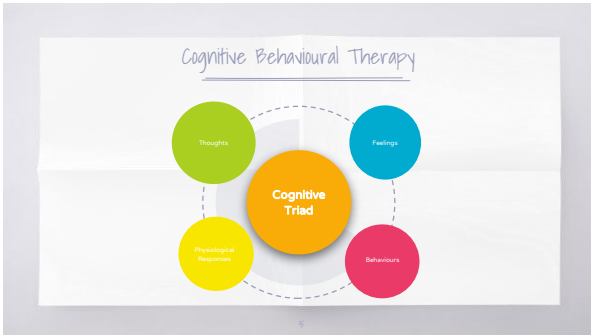 Cognitive Behavioural Therapy
Thoughts
Feelings
Cognitive
Triad
Physiological
Responses
Behaviours